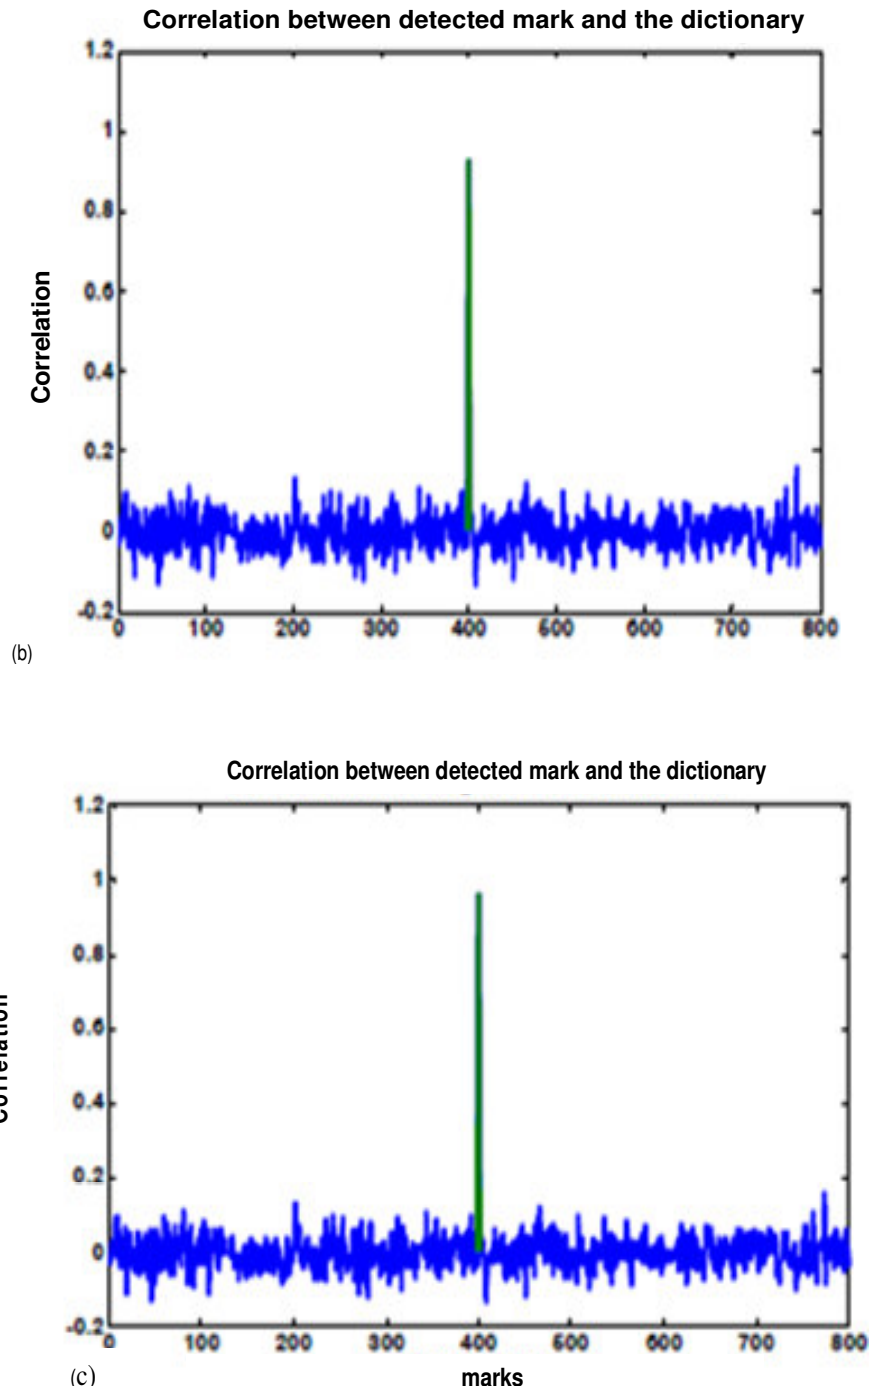 Correlation between detected mark and the dictionary
1.2
1
0.8
0.6
0.4
0.2
0
-0.2
Correlation
0 100 200 300 400 500 600 700 800
(b)
Correlation between detected mark and the dictionary
1.2
1
0.8
0.6
0.4
0.2
0
-0.2
Correlation
0 100 200 300 400 500 600 700 800
(c)
marks